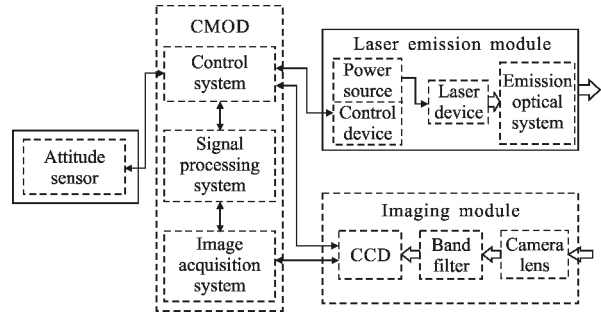 CMOD
Control
system
Signal
processing
system
Image
acquisition
system
Attitude
sensor
Laser emission module
Power
source
Control
device
Laser
device
Emission
optical
system
Imaging module
CCD
Band
filter
Camera
lens